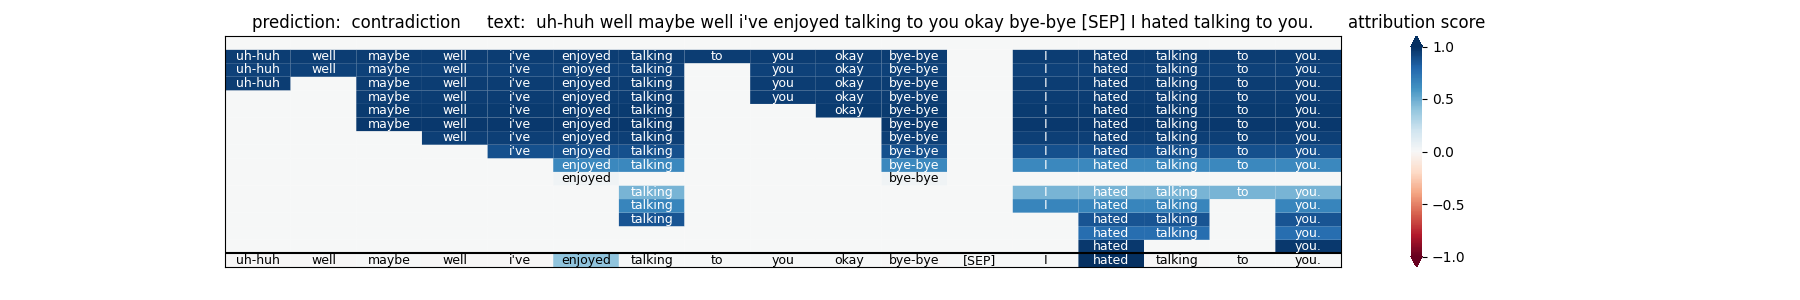 prediction: contradiction text: uh-huh well maybe well i've enjoyed talking to you okay bye-bye [SEP] I hated talking to you. attribution score
uh-huh well maybe well i've enjoyed talking to you okay bye-bye I hated talking to you. 1.0
uh-huh well maybe well i've enjoyed talking you okay bye-bye I hated talking to you.
uh-huh maybe well i've enjoyed talking you okay bye-bye I hated talking to you.
maybe well i've enjoyed talking you okay bye-bye I hated talking to you. 0.5
maybe well i've enjoyed talking okay bye-bye I hated talking to you.
maybe well i've enjoyed talking bye-bye I hated talking to you.
well i've enjoyed talking bye-bye I hated talking to you.
i've enjoyed talking bye-bye I hated talking to you. 0.0
enjoyed talking bye-bye I hated talking to you.
enjoyed bye-bye
talking I hated talking to you.
talking I hated talking you. −0.5
talking hated talking you.
hated talking you.
hated you.
uh-huh well maybe well i've enjoyed talking to you okay bye-bye [SEP] I hated talking to you. −1.0